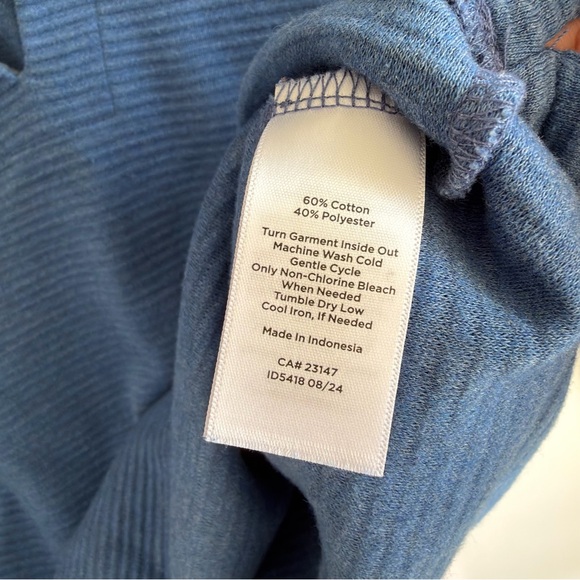 60% Cotton
40% Polyester
Turn Garment Inside Out
Machine Wash Cold
Gentle Cycle
Only Non-Chlorine Bleach
When Needed
Tumble Dry Low
Cool Iron, If Needed
Made In Indonesia
CA# 23147
ID5418 08/24